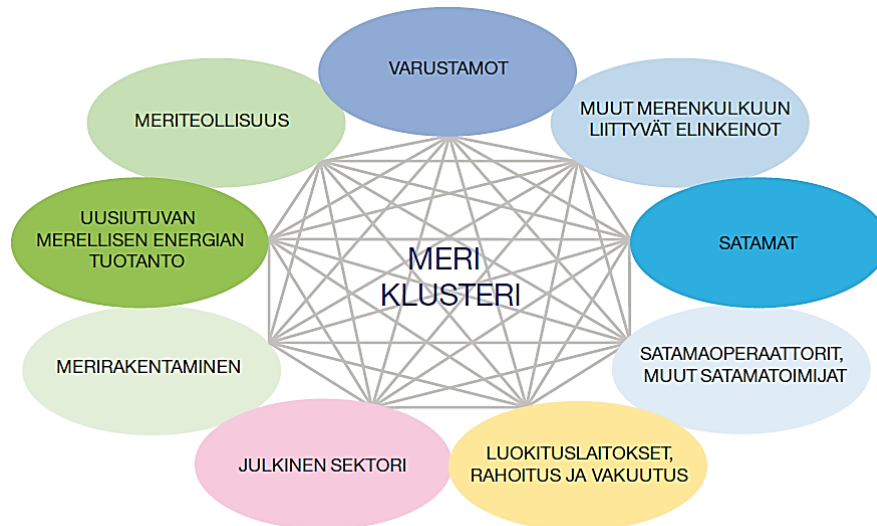 VARUSTAMOT
MERITEOLLISUUS
MUUT MERENKULKUUN
LIITTYVÄT ELINKEINOT
UUSIUTUVAN
MERELLISEN ENERGIAN
TUOTANTO
MERI
KLUSTERI
SATAMAT
MERIRAKENTAMINEN
SATAMAOPERAATTORIT,
MUUT SATAMATOIMIJAT
JULKINEN SEKTORI
LUOKITUSLAITOKSET,
RAHOITUS JA VAKUUTUS